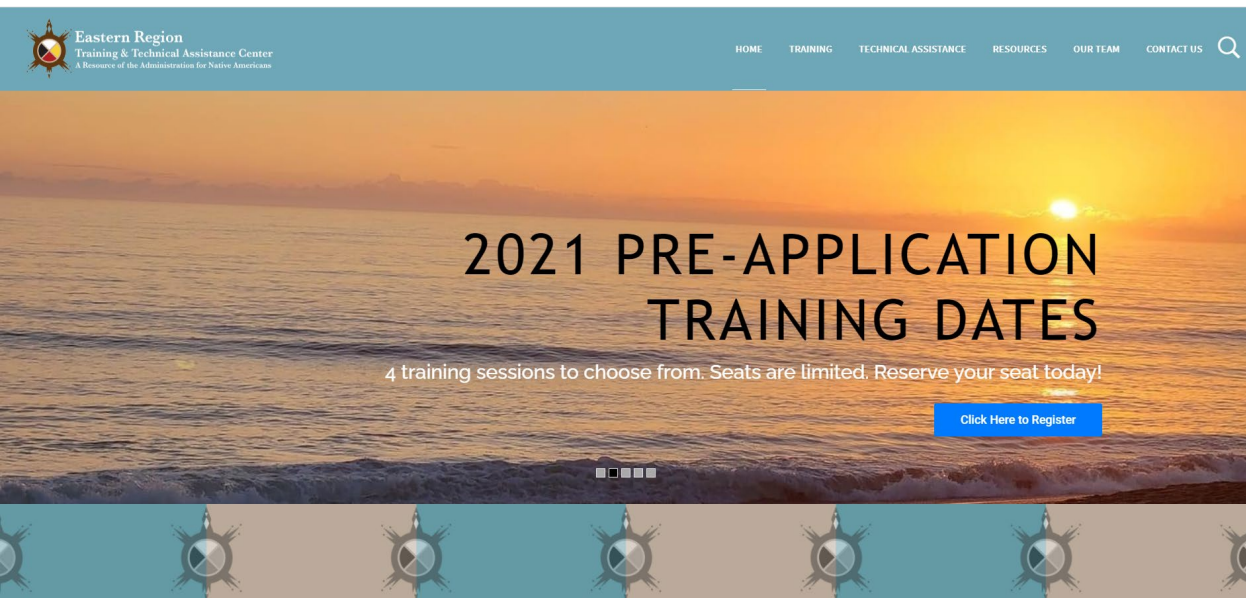 Eastern Region
Training & Technical Assistance Center
A Resource of the Administration for Native Americans
HOME TRAINING TECHNICAL ASSISTANCE RESOURCES OUR TEAM CONTACT US
2021 PRE-APPLICATION
TRAINING DATES
4 training sessions to choose from. Seats are limited. Reserve your seat today!
Click Here to Register